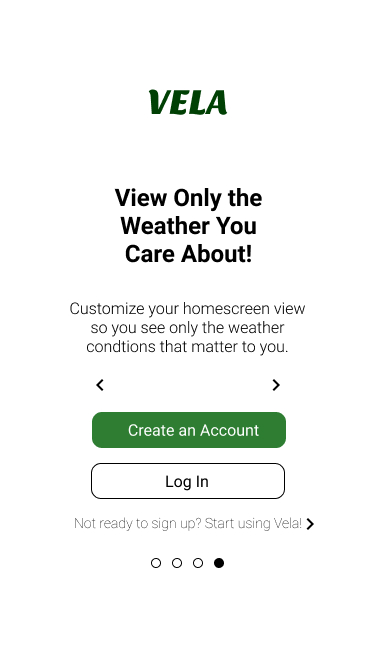 VELA
View Only the
Weather You
Care About!
Customize your homescreen view
so you see only the weather
condtions that matter to you.
Create an Account
Log In
Not ready to sign up? Start using Vela!